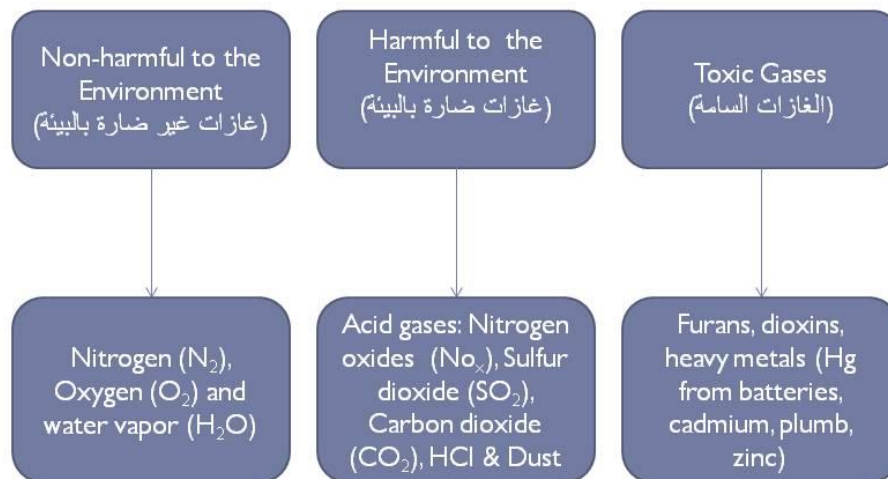 Non-harmful to the
Environment
(غازات غير ضارة بالبيئة)
Harmful to the
Environment
(غازات ضارة بالبيئة)
Toxic Gases
(الغازات السامة)
Nitrogen (N₂),
Oxygen (O₂) and
water vapor (H₂O)
Acid gases: Nitrogen
oxides (Noₓ), Sulfur
dioxide (SO₂),
Carbon dioxide
(CO₂), HCl & Dust
Furans, dioxins,
heavy metals (Hg
from batteries,
cadmium, plumb,
zinc)